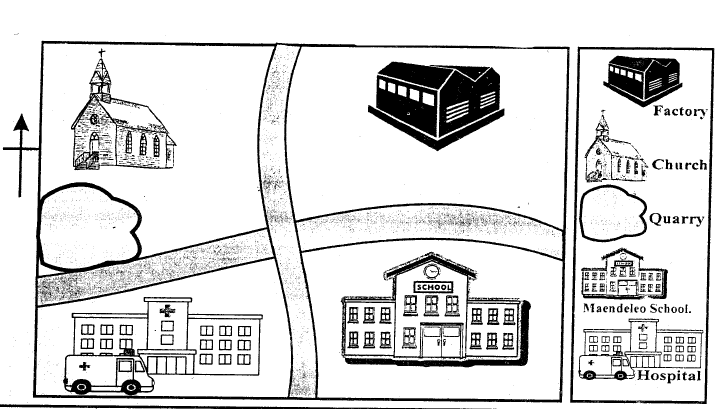 SCHOOL
Factory
Church
Quarry
Maendeleo School.
Hospital